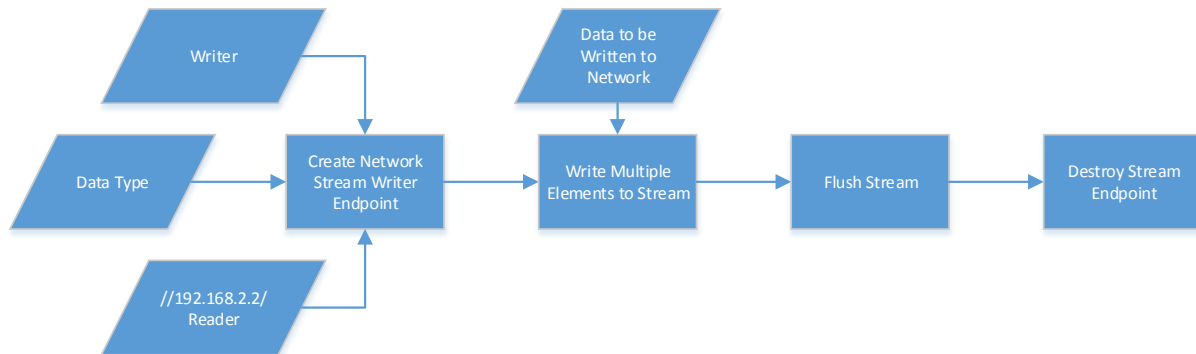 Writer
Data to be
Written to
Network
Data Type
Create Network
Stream Writer
Endpoint
Write Multiple
Elements to Stream
Flush Stream
Destroy Stream
Endpoint
//192.168.2.2/
Reader